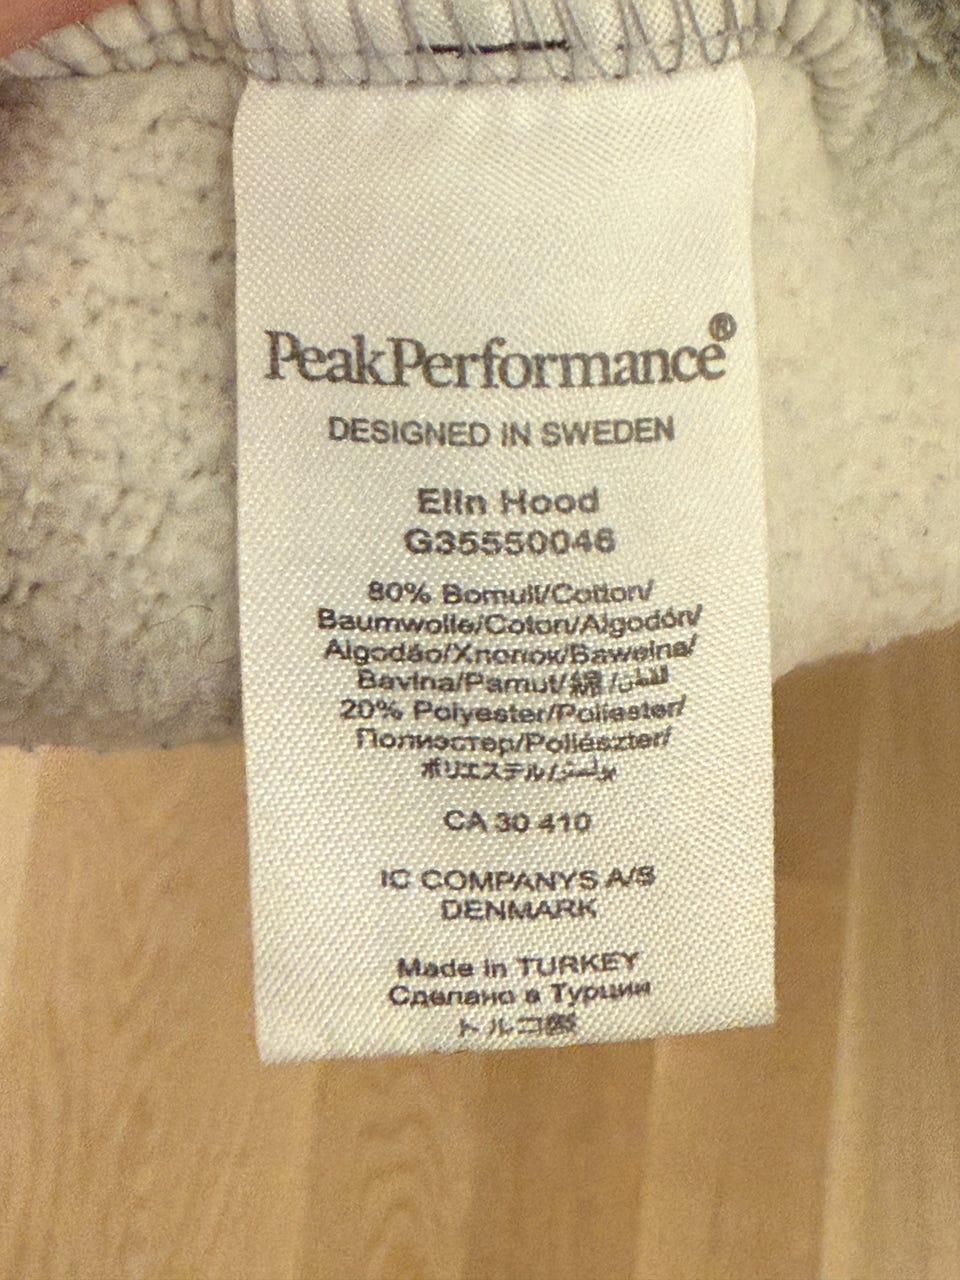 PeakPerformance®
DESIGNED IN SWEDEN
Elin Hood
G35550046
80% Bomull/Cotton/
Baumwolle/Coton/Algodón/
Algodão/Хлопок/Bawełna/
Bavlna/Pamut/綿/القطن
20% Polyester/Poliester/
Полиэстер/Poliészter/
ポリエステル/بولستر
CA 30 410
IC COMPANYS A/S
DENMARK
Made in TURKEY
Сделано в Турции
トルコ製